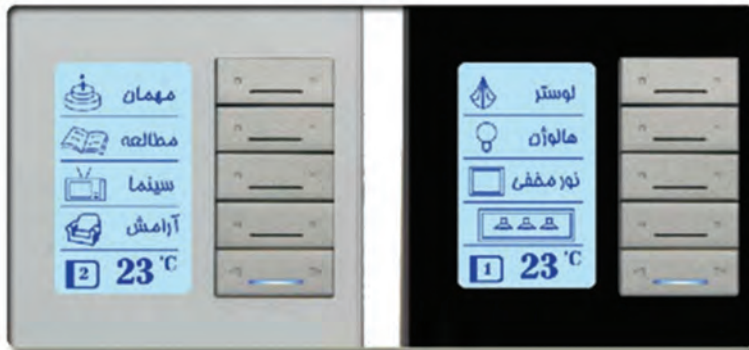 مهمان
مطالعه
سینما
آرامش
2 23 °C
لوستر
هالوژن
نور مخفی
1 23 °C